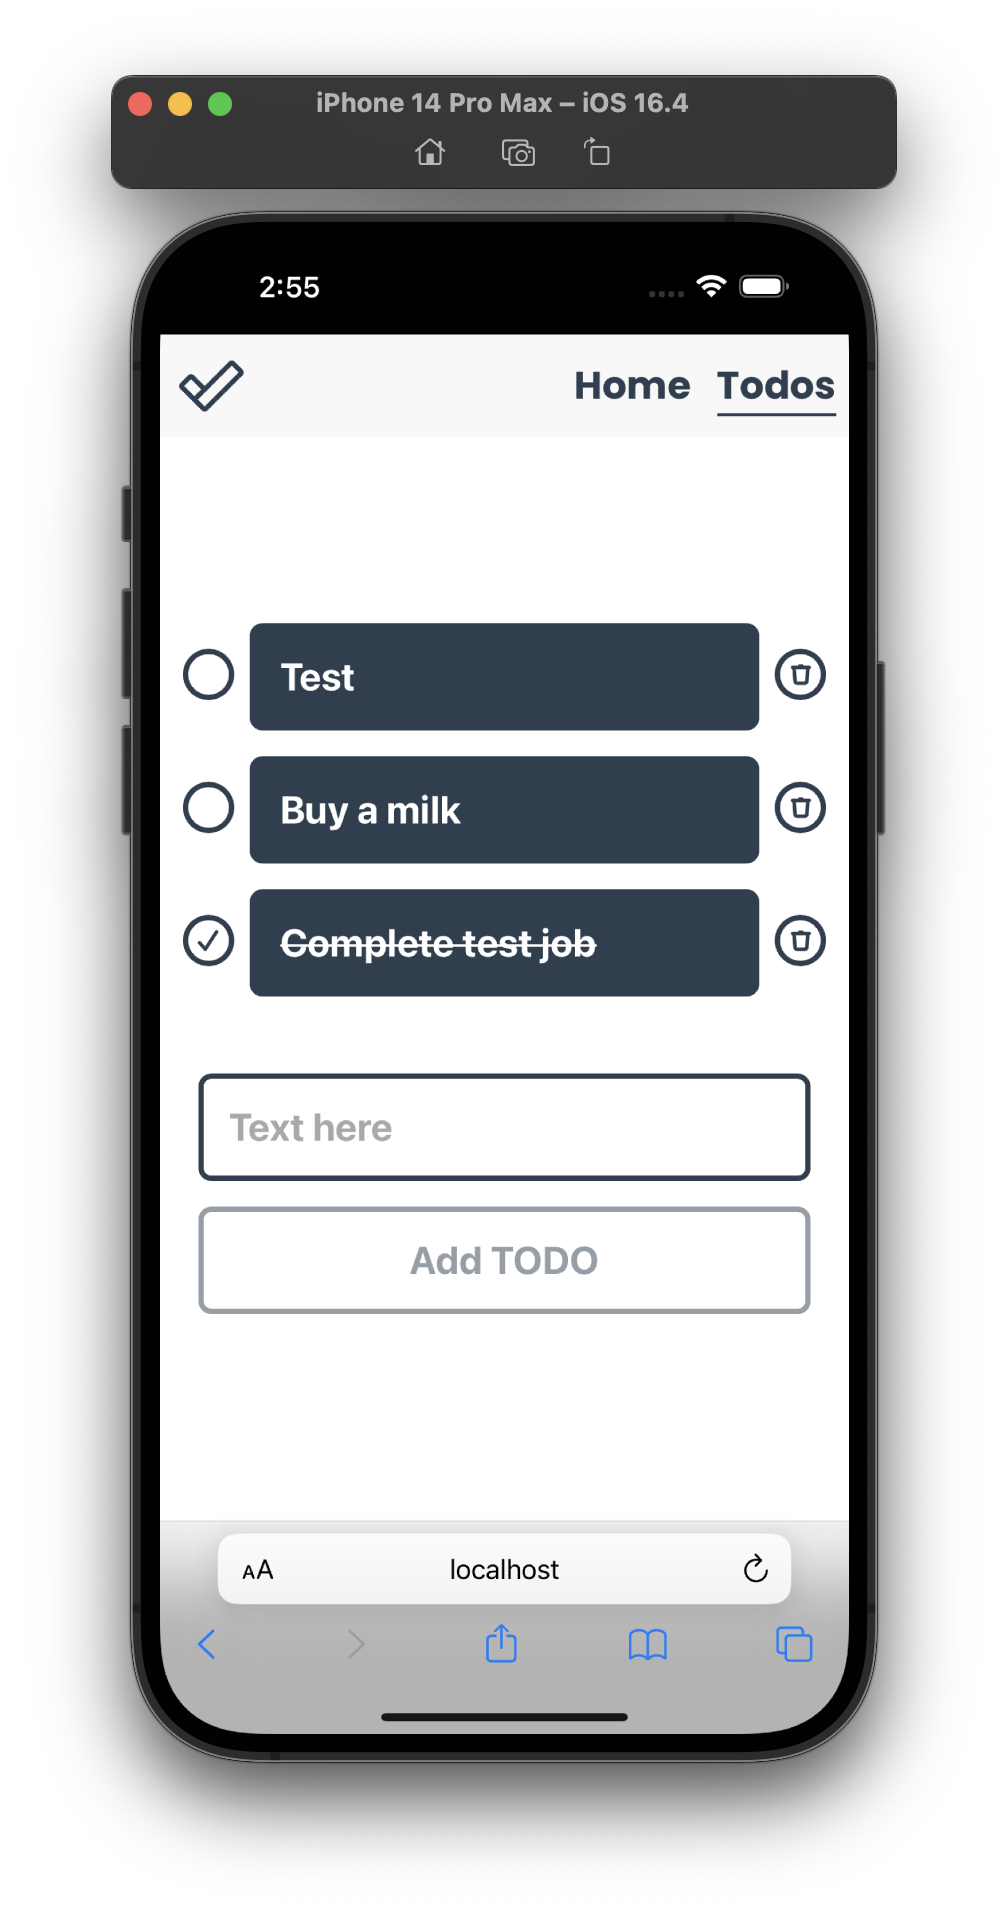 iPhone 14 Pro Max – iOS 16.4
2:55
Home Todos
Test
Buy a milk
Complete test job
Text here
Add TODO
AA localhost